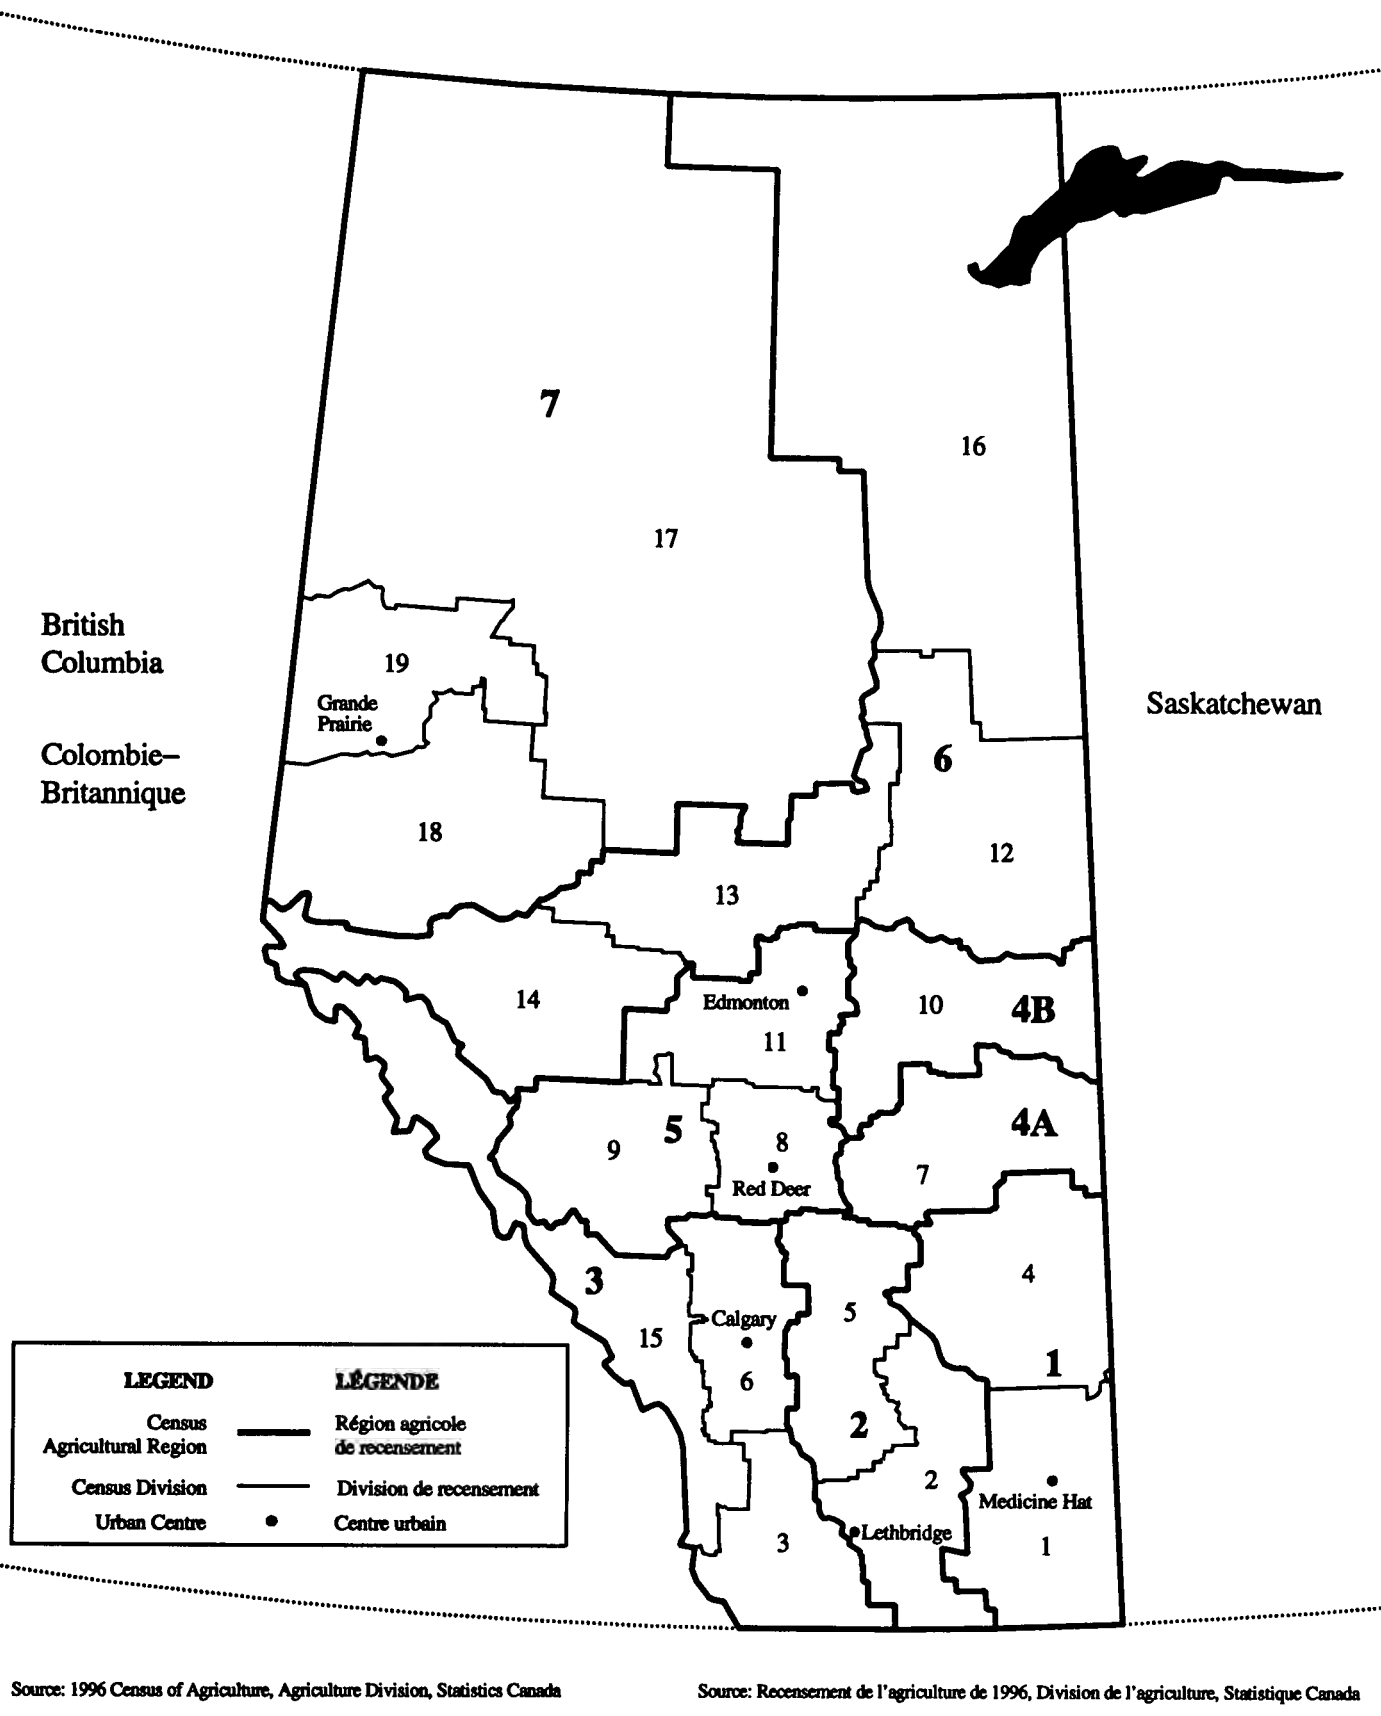 7
16
17
British
Columbia
19
Grande
Prairie
Saskatchewan
Colombie–
Britannique
6
18
12
13
14
Edmonton
10
4B
11
5
4A
9
8
7
Red Deer
3
4
5
Calgary
15
1
6
2
2
Medicine Hat
Lethbridge
3
1
LEGEND
LÉGENDE
Census
Agricultural Region
Région agricole
de recensement
Census Division
Division de recensement
Urban Centre
Centre urbain
Source: 1996 Census of Agriculture, Agriculture Division, Statistics Canada
Source: Recensement de l'agriculture de 1996, Division de l'agriculture, Statistique Canada